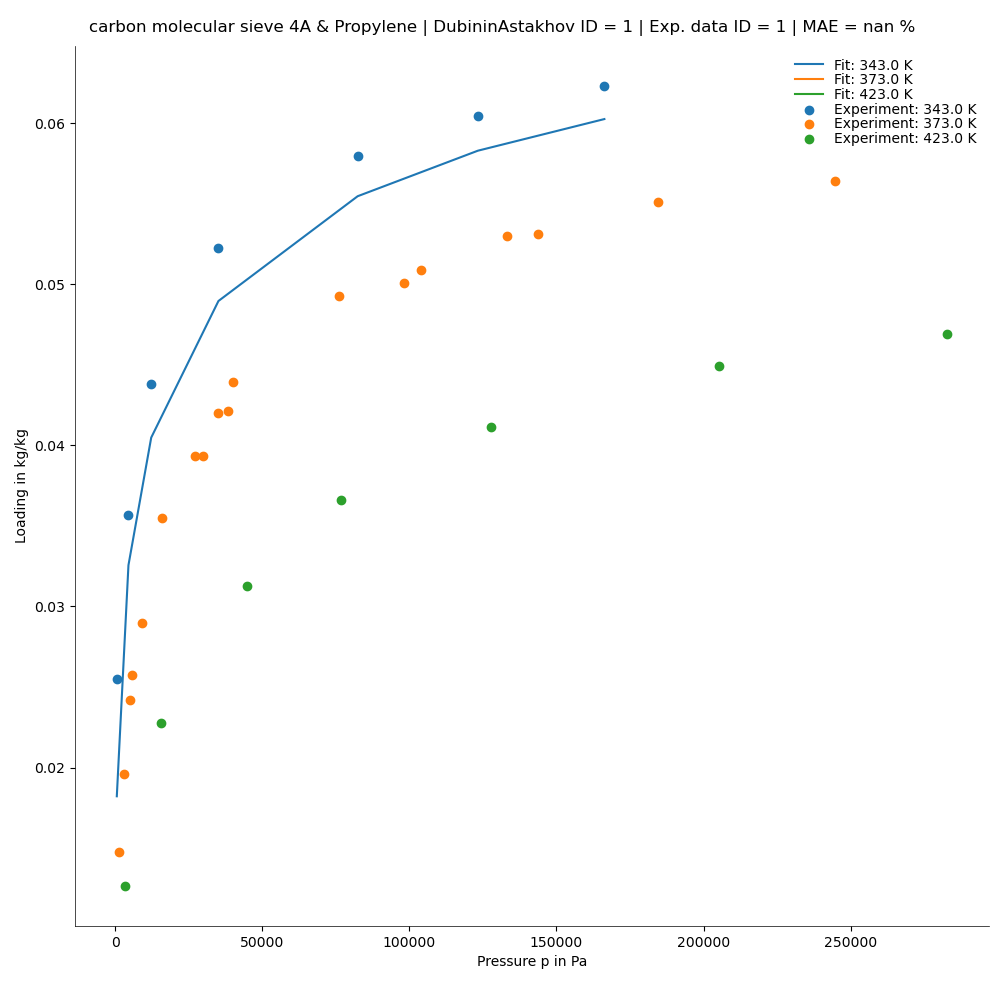 carbon molecular sieve 4A & Propylene | DubininAstakhov ID = 1 | Exp. data ID = 1 | MAE = nan %
Fit: 343.0 K
Fit: 373.0 K
Fit: 423.0 K
Experiment: 343.0 K
Experiment: 373.0 K
Experiment: 423.0 K
Loading in kg/kg
0.06
0.05
0.04
0.03
0.02
0
50000
100000
150000
200000
250000
Pressure p in Pa